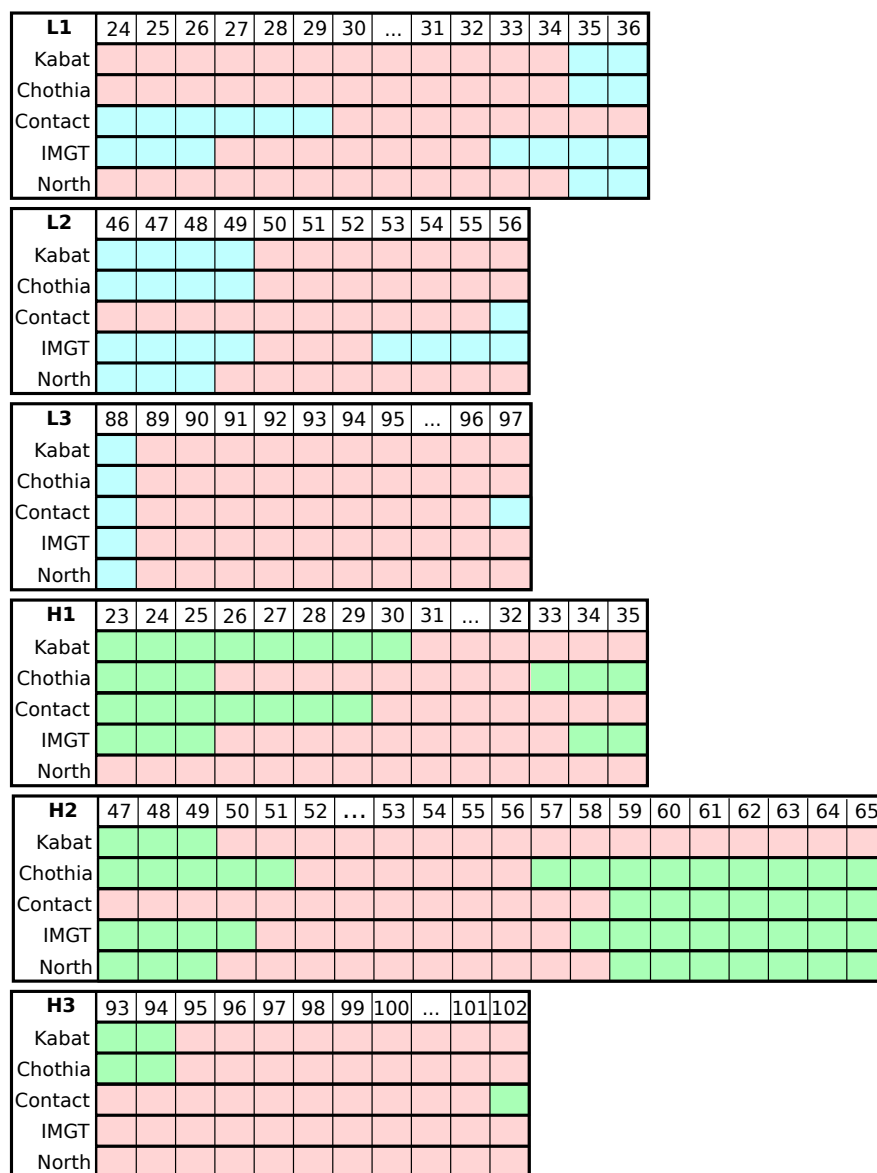 L1 24 25 26 27 28 29 30 ... 31 32 33 34 35 36
Kabat
Chothia
Contact
IMGT
North
L2 46 47 48 49 50 51 52 53 54 55 56
Kabat
Chothia
Contact
IMGT
North
L3 88 89 90 91 92 93 94 95 ... 96 97
Kabat
Chothia
Contact
IMGT
North
H1 23 24 25 26 27 28 29 30 31 ... 32 33 34 35
Kabat
Chothia
Contact
IMGT
North
H2 47 48 49 50 51 52 ... 53 54 55 56 57 58 59 60 61 62 63 64 65
Kabat
Chothia
Contact
IMGT
North
H3 93 94 95 96 97 98 99 100 ... 101 102
Kabat
Chothia
Contact
IMGT
North